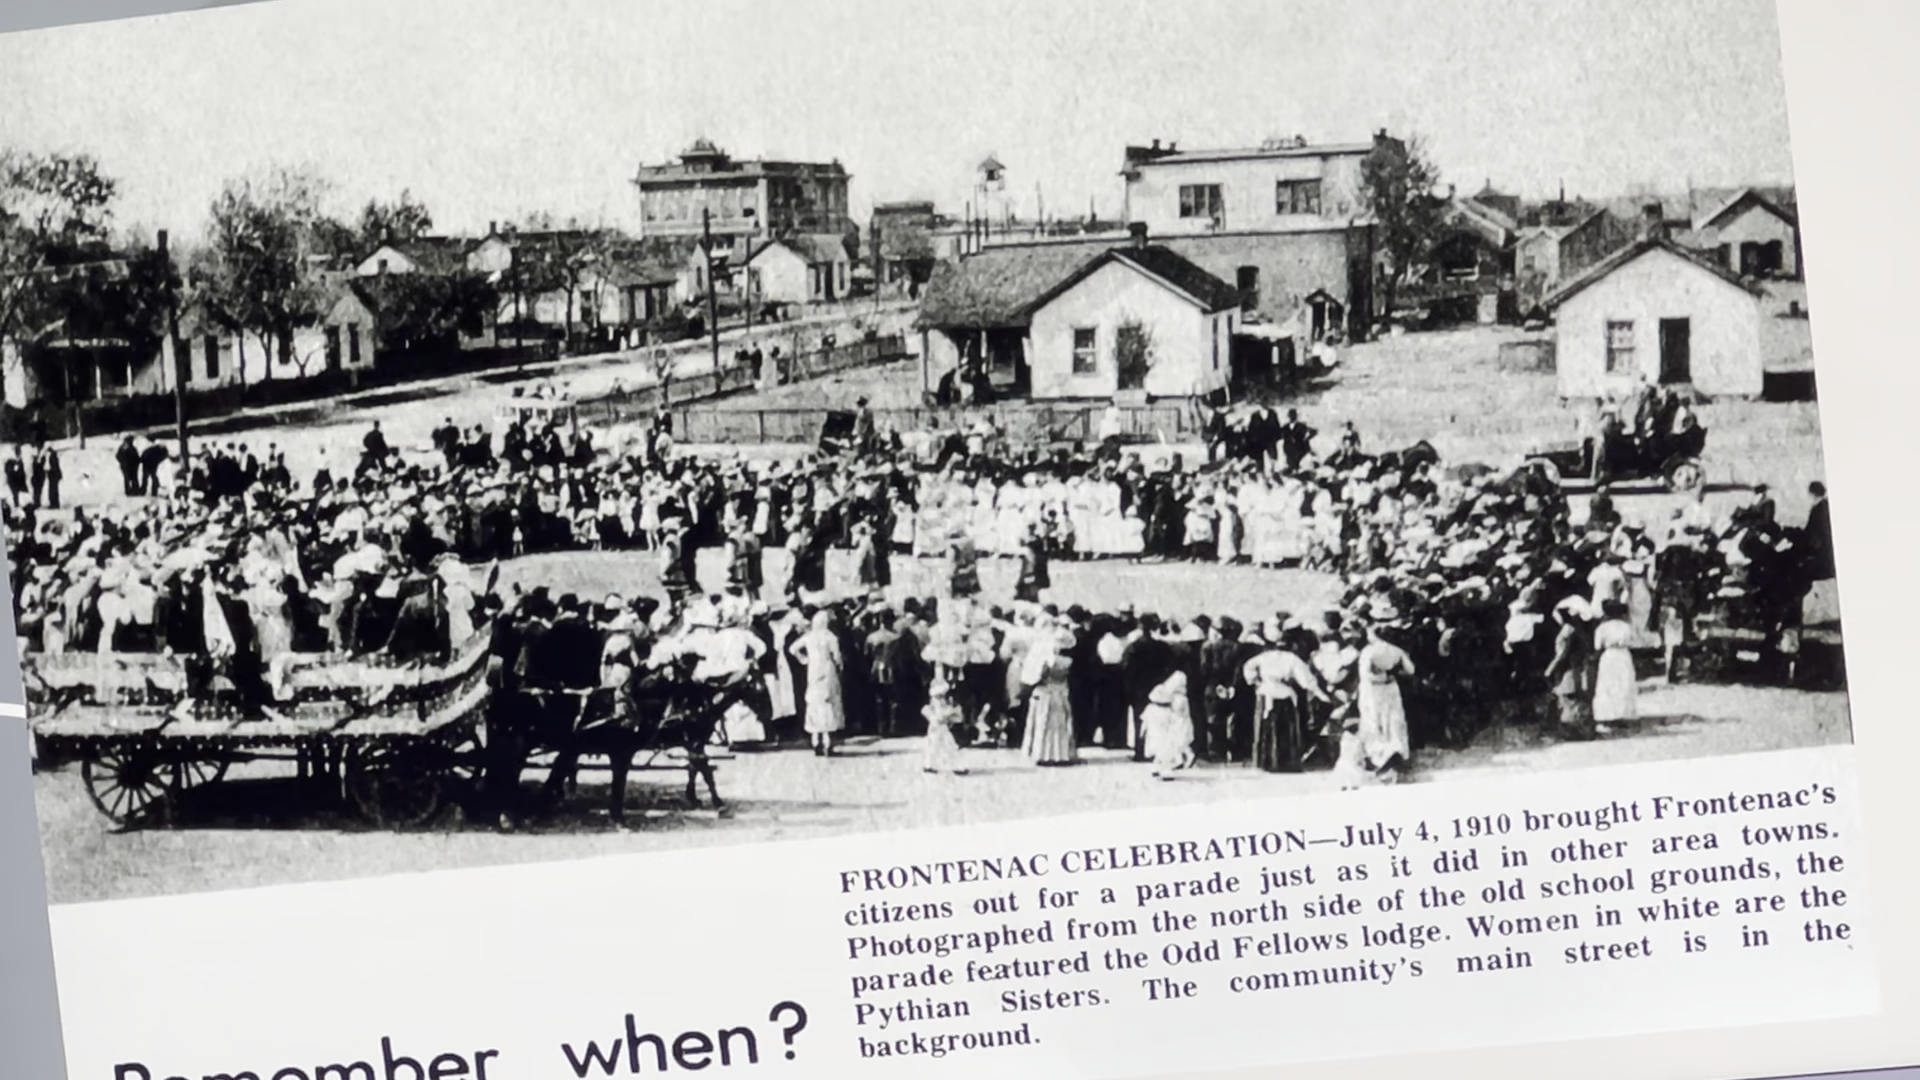 FRONTENAC CELEBRATION—July 4, 1910 brought Frontenac's
citizens out for a parade just as it did in other area towns.
Photographed from the north side of the old school grounds, the
parade featured the Odd Fellows lodge. Women in white are the
Pythian Sisters. The community's main street is in the
background.
Remember when?